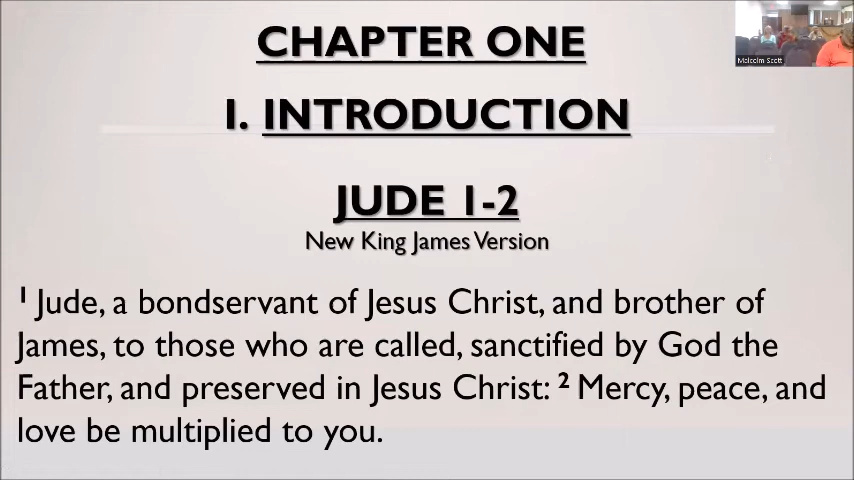 CHAPTER ONE
Malcolm Scott
I. INTRODUCTION
JUDE 1-2
New King James Version
1 Jude, a bondservant of Jesus Christ, and brother of
James, to those who are called, sanctified by God the
Father, and preserved in Jesus Christ: 2 Mercy, peace, and
love be multiplied to you.